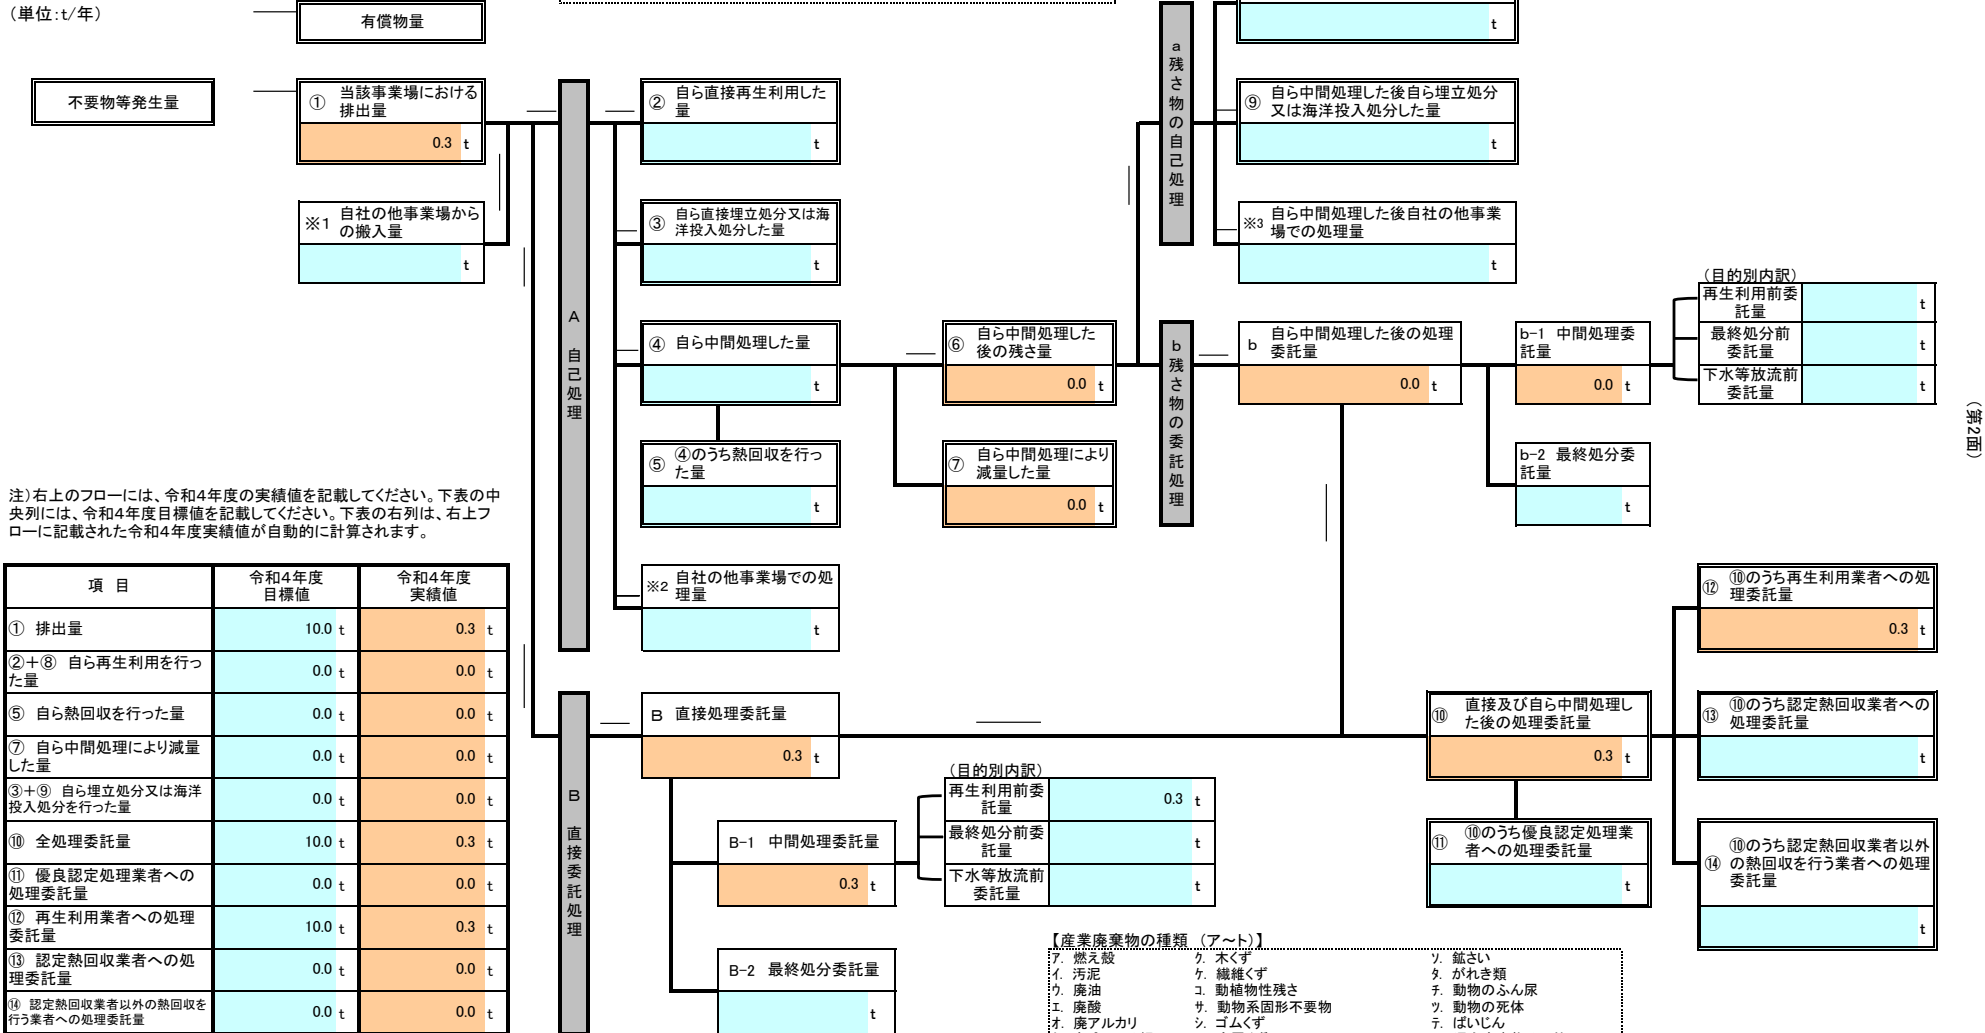 （単位：t/年）
有償物量
t
不要物等発生量
① 当該事業場における
排出量
0.3 t
※1 自社の他事業場から
の搬入量
t
A 自己処理
② 自ら直接再生利用した
量
t
③ 自ら直接埋立処分又は海
洋投入処分した量
t
④ 自ら中間処理した量
t
⑤ ④のうち熱回収を行っ
た量
t
※2 自社の他事業場での処
理量
t
⑥ 自ら中間処理した
後の残さ量
0.0 t
⑦ 自ら中間処理により
減量した量
0.0 t
a 残さ物の自己処理
⑨ 自ら中間処理した後自ら埋立処分
又は海洋投入処分した量
t
※3 自ら中間処理した後自社の他事業
場での処理量
t
b 残さ物の委託処理
b 自ら中間処理した後の処理
委託量
0.0 t
b-1 中間処理委
託量
0.0 t
b-2 最終処分委
託量
t
（目的別内訳）
再生利用前委
託量
t
最終処分前
委託量
t
下水等放流前
委託量
t
（第2面）
注）右上のフローには、令和４年度の実績値を記載してください。下表の中
央列には、令和４年度目標値を記載してください。下表の右列は、右上フ
ローに記載された令和４年度実績値が自動的に計算されます。
項 目
令和４年度
目標値
令和４年度
実績値
① 排出量
10.0 t
0.3 t
②＋⑧ 自ら再生利用を行っ
た量
0.0 t
0.0 t
⑤ 自ら熱回収を行った量
0.0 t
0.0 t
⑦ 自ら中間処理により減量
した量
0.0 t
0.0 t
③＋⑨ 自ら埋立処分又は海洋
投入処分を行った量
0.0 t
0.0 t
⑩ 全処理委託量
10.0 t
0.3 t
⑪ 優良認定処理業者への
処理委託量
0.0 t
0.0 t
⑫ 再生利用業者への処理
委託量
10.0 t
0.3 t
⑬ 認定熱回収業者への処
理委託量
0.0 t
0.0 t
⑭ 認定熱回収業者以外の熱回収を
行う業者への処理委託量
0.0 t
0.0 t
B 直接委託処理
B 直接処理委託量
0.3 t
B-1 中間処理委託量
0.3 t
B-2 最終処分委託量
t
（目的別内訳）
再生利用前委
託量
0.3 t
最終処分前委
託量
t
下水等放流前
委託量
t
⑩ 直接及び自ら中間処理し
た後の処理委託量
0.3 t
⑪ ⑩のうち優良認定処理業
者への処理委託量
t
⑫ ⑩のうち再生利用業者への処
理委託量
0.3 t
⑬ ⑩のうち認定熱回収業者への
処理委託量
t
⑭ ⑩のうち認定熱回収業者以外
の熱回収を行う業者への処理
委託量
t
【産業廃棄物の種類 （ア～ト）】
ア. 燃え殻 ク. 木くず ソ. 鉱さい
イ. 汚泥 ケ. 繊維くず タ. がれき類
ウ. 廃油 コ. 動植物性残さ チ. 動物のふん尿
エ. 廃酸 サ. 動物系固形不要物 ツ. 動物の死体
オ. 廃アルカリ シ. ゴムくず テ. ばいじん